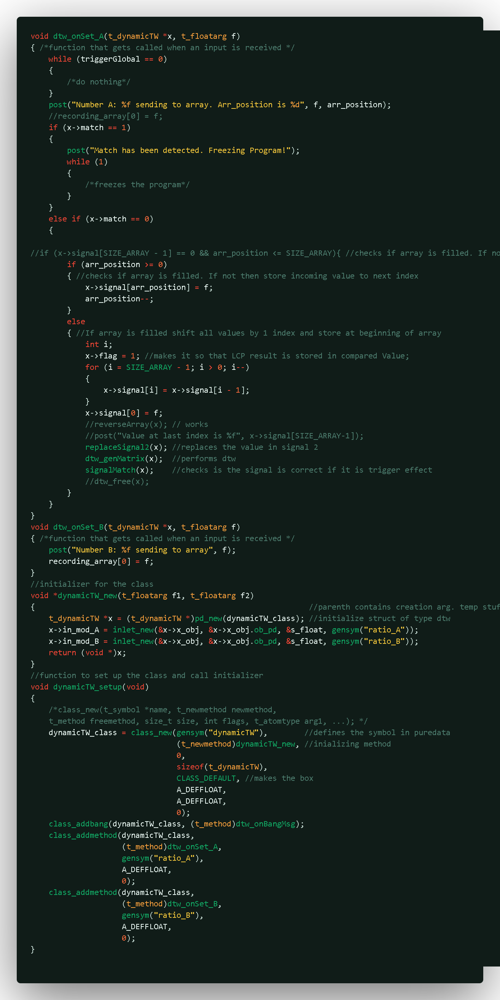 void dtw_onSet_A(t_dynamicTW *x, t_floatarg f)
{ /*function that gets called when an input is received */
    while (triggerGlobal == 0)
    {
        /*do nothing*/
    }
    post("Number A: %f sending to array. Arr_position is %d", f, arr_position);
    //recording_array[0] = f;
    if (x->match == 1)
    {
        post("Match has been detected. Freezing Program!");
        while (1)
        {
            /*freezes the program*/
        }
    }
    else if (x->match == 0)
    {

//if (x->signal[SIZE_ARRAY - 1] == 0 && arr_position <= SIZE_ARRAY){ //checks if array is filled. If no
        if (arr_position >= 0)
        { //checks if array is filled. If not then store incoming value to next index
            x->signal[arr_position] = f;
            arr_position--;
        }
        else
        { //If array is filled shift all values by 1 index and store at beginning of array
            int i;
            x->flag = 1; //makes it so that LCP result is stored in compared Value;
            for (i = SIZE_ARRAY - 1; i > 0; i--)
            {
                x->signal[i] = x->signal[i - 1];
            }
            x->signal[0] = f;
            //reverseArray(x); // works
            //post("Value at last index is %f", x->signal[SIZE_ARRAY-1]);
            replaceSignal2(x); //replaces the value in signal 2
            dtw_genMatrix(x);  //performs dtw
            signalMatch(x);    //checks is the signal is correct if it is trigger effect
            //dtw_free(x);
        }
    }
}
void dtw_onSet_B(t_dynamicTW *x, t_floatarg f)
{ /*function that gets called when an input is received */
    post("Number B: %f sending to array", f);
    recording_array[0] = f;
}
//initializer for the class
void *dynamicTW_new(t_floatarg f1, t_floatarg f2)
{                                                            //parenth contains creation arg. temp stuf
    t_dynamicTW *x = (t_dynamicTW *)pd_new(dynamicTW_class); //initialize struct of type dtw
    x->in_mod_A = inlet_new(&x->x_obj, &x->x_obj.ob_pd, &s_float, gensym("ratio_A"));
    x->in_mod_B = inlet_new(&x->x_obj, &x->x_obj.ob_pd, &s_float, gensym("ratio_B"));
    return (void *)x;
}
//function to set up the class and call initializer
void dynamicTW_setup(void)
{
    /*class_new(t_symbol *name, t_newmethod newmethod,
    t_method freemethod, size_t size, int flags, t_atomtype arg1, ...); */
    dynamicTW_class = class_new(gensym("dynamicTW"),        //defines the symbol in puredata
                                (t_newmethod)dynamicTW_new, //inializing method
                                0,
                                sizeof(t_dynamicTW),
                                CLASS_DEFAULT, //makes the box
                                A_DEFFLOAT,
                                A_DEFFLOAT,
                                0);
    class_addbang(dynamicTW_class, (t_method)dtw_onBangMsg);
    class_addmethod(dynamicTW_class,
                    (t_method)dtw_onSet_A,
                    gensym("ratio_A"),
                    A_DEFFLOAT,
                    0);
    class_addmethod(dynamicTW_class,
                    (t_method)dtw_onSet_B,
                    gensym("ratio_B"),
                    A_DEFFLOAT,
                    0);
}